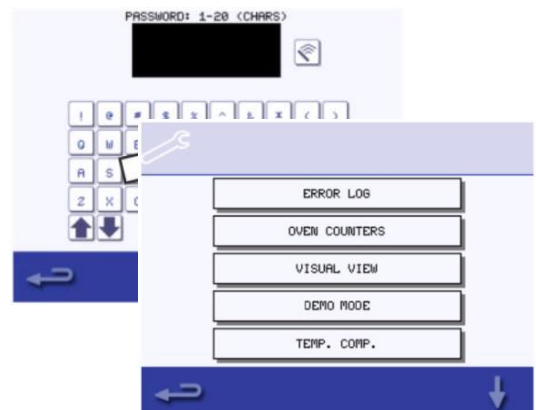 PASSWORD: 1-20 (CHARS)
! @ # $ % ^ & * ( )
Q W E
A S
Z X
ERROR LOG
OVEN COUNTERS
VISUAL VIEW
DEMO MODE
TEMP. COMP.